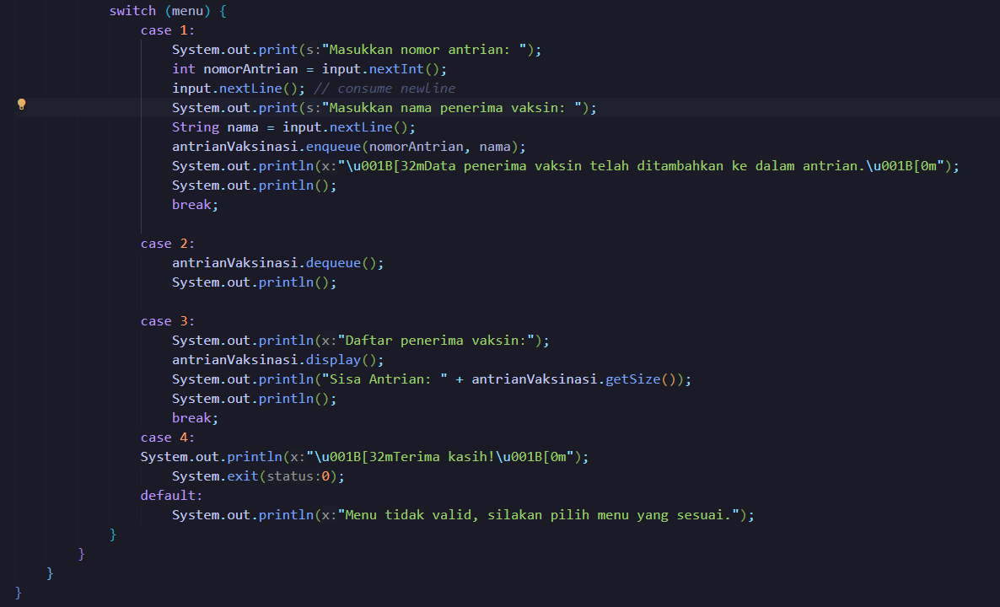 switch (menu) {
case 1:
System.out.print(s:"Masukkan nomor antrian: ");
int nomorAntrian = input.nextInt();
input.nextLine(); // consume newline
System.out.print(s:"Masukkan nama penerima vaksin: ");
String nama = input.nextLine();
antrianVaksinasi.enqueue(nomorAntrian, nama);
System.out.println(x:"\u001B[32mData penerima vaksin telah ditambahkan ke dalam antrian.\u001B[0m");
System.out.println();
break;
case 2:
antrianVaksinasi.dequeue();
System.out.println();
case 3:
System.out.println(x:"Daftar penerima vaksin:");
antrianVaksinasi.display();
System.out.println("Sisa Antrian: " + antrianVaksinasi.getSize());
System.out.println();
break;
case 4:
System.out.println(x:"\u001B[32mTerima kasih!\u001B[0m");
System.exit(status:0);
default:
System.out.println(x:"Menu tidak valid, silakan pilih menu yang sesuai.");
}
}
}
}